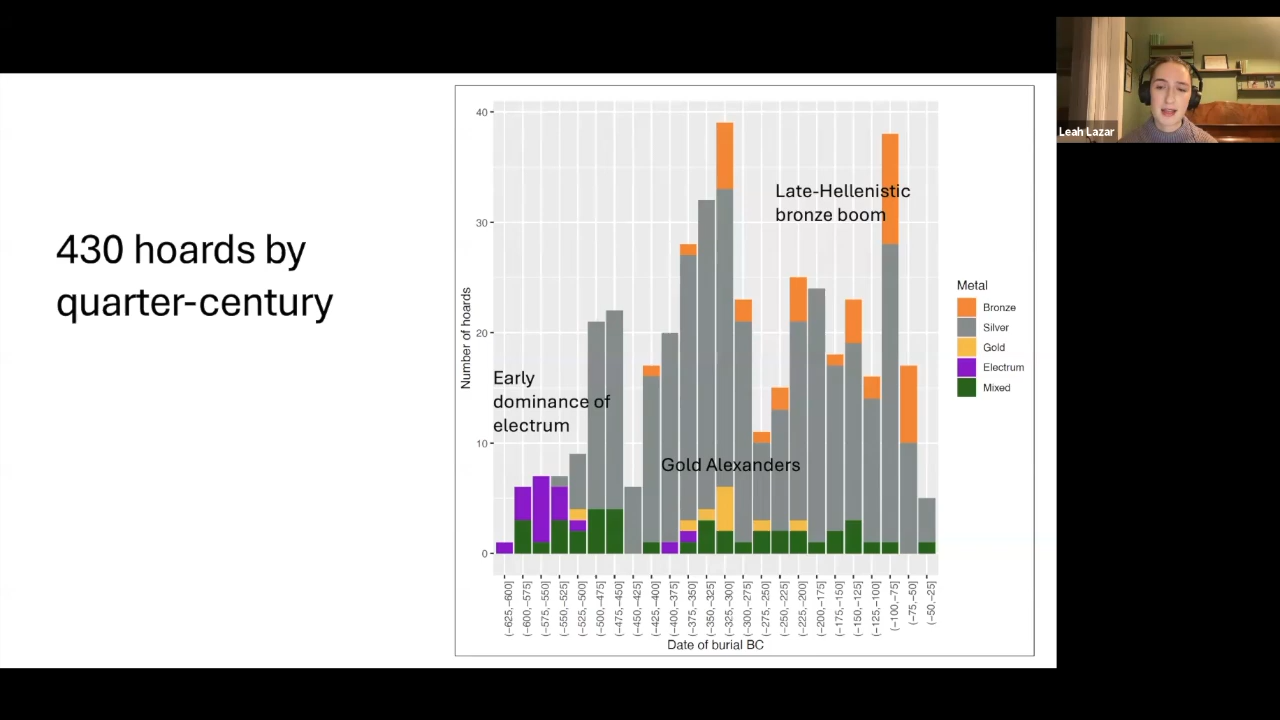 430 hoards by
quarter-century
40
30
20
10
0
Number of hoards
Early
dominance of
electrum
Gold Alexanders
Late-Hellenistic
bronze boom
(−625,−600]
(−600,−575]
(−575,−550]
(−550,−525]
(−525,−500]
(−500,−475]
(−475,−450]
(−450,−425]
(−425,−400]
(−400,−375]
(−375,−350]
(−350,−325]
(−325,−300]
(−300,−275]
(−275,−250]
(−250,−225]
(−225,−200]
(−200,−175]
(−175,−150]
(−150,−125]
(−125,−100]
(−100,−75]
(−75,−50]
(−50,−25]
Date of burial BC
Metal
Bronze
Silver
Gold
Electrum
Mixed
Leah Lazar